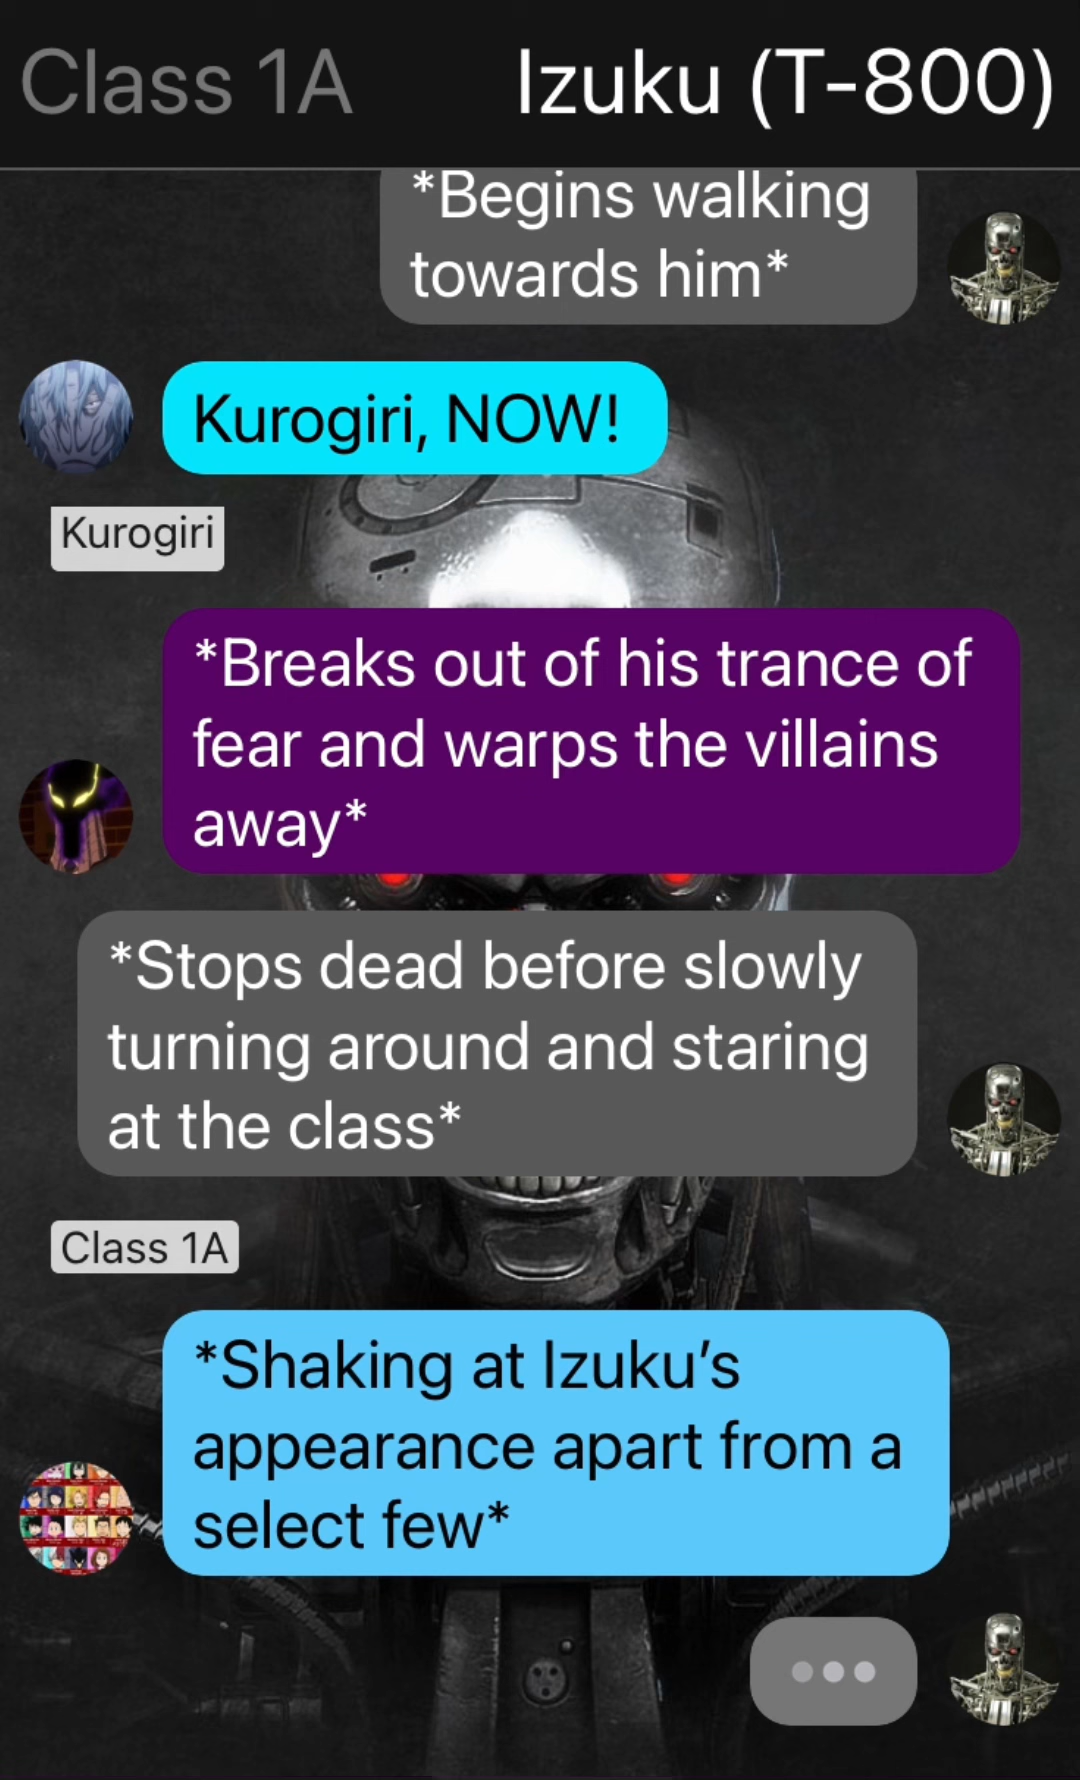 Class 1A
Izuku (T-800)
*Begins walking
towards him*
Kurogiri, NOW!
Kurogiri
*Breaks out of his trance of
fear and warps the villains
away*
*Stops dead before slowly
turning around and staring
at the class*
Class 1A
*Shaking at Izuku’s
appearance apart from a
select few*